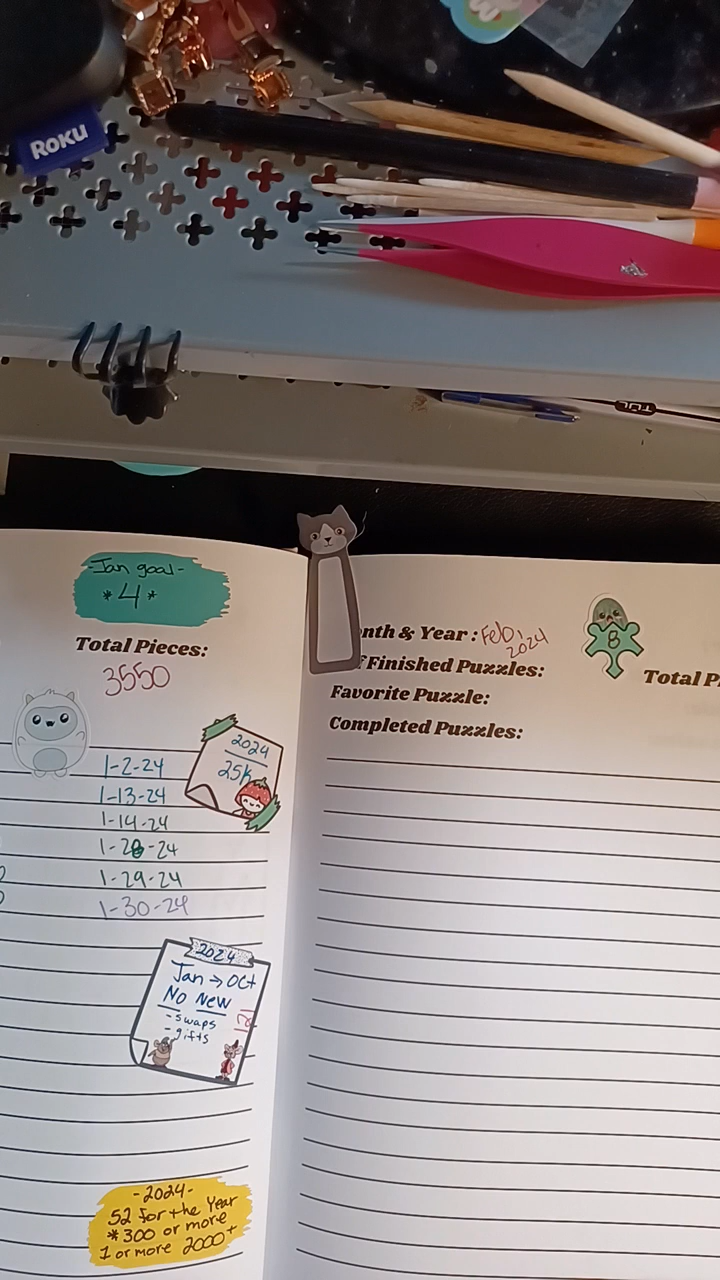 ROKU
-Jan goal-
*4*
Total Pieces:
3550
2024
25K
1-2-24
1-13-24
1-14-24
1-28-24
1-29-24
1-30-24
2024
Jan → Oct
No New
-swaps
-gifts
-2024-
52 for the Year
*300 or more
1 or more 2000+
nth & Year: Feb, 2024
f Finished Puzzles:
Favorite Puzzle:
Completed Puzzles:
8
Total P